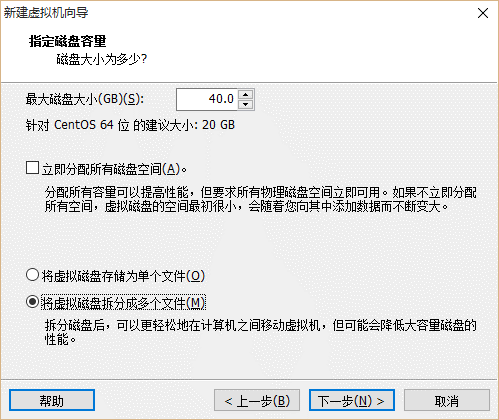 新建虚拟机向导
指定磁盘容量
磁盘大小为多少?
最大磁盘大小(GB)(S): 40.0
针对 CentOS 64 位 的建议大小: 20 GB
立即分配所有磁盘空间(A)。
分配所有容量可以提高性能，但要求所有物理磁盘空间立即可用。如果不立即分配
所有空间，虚拟磁盘的空间最初很小，会随着您向其中添加数据而不断变大。
将虚拟磁盘存储为单个文件(O)
将虚拟磁盘拆分成多个文件(M)
拆分磁盘后，可以更轻松地在计算机之间移动虚拟机，但可能会降低大容量磁盘的
性能。
帮助 < 上一步(B) 下一步(N) > 取消